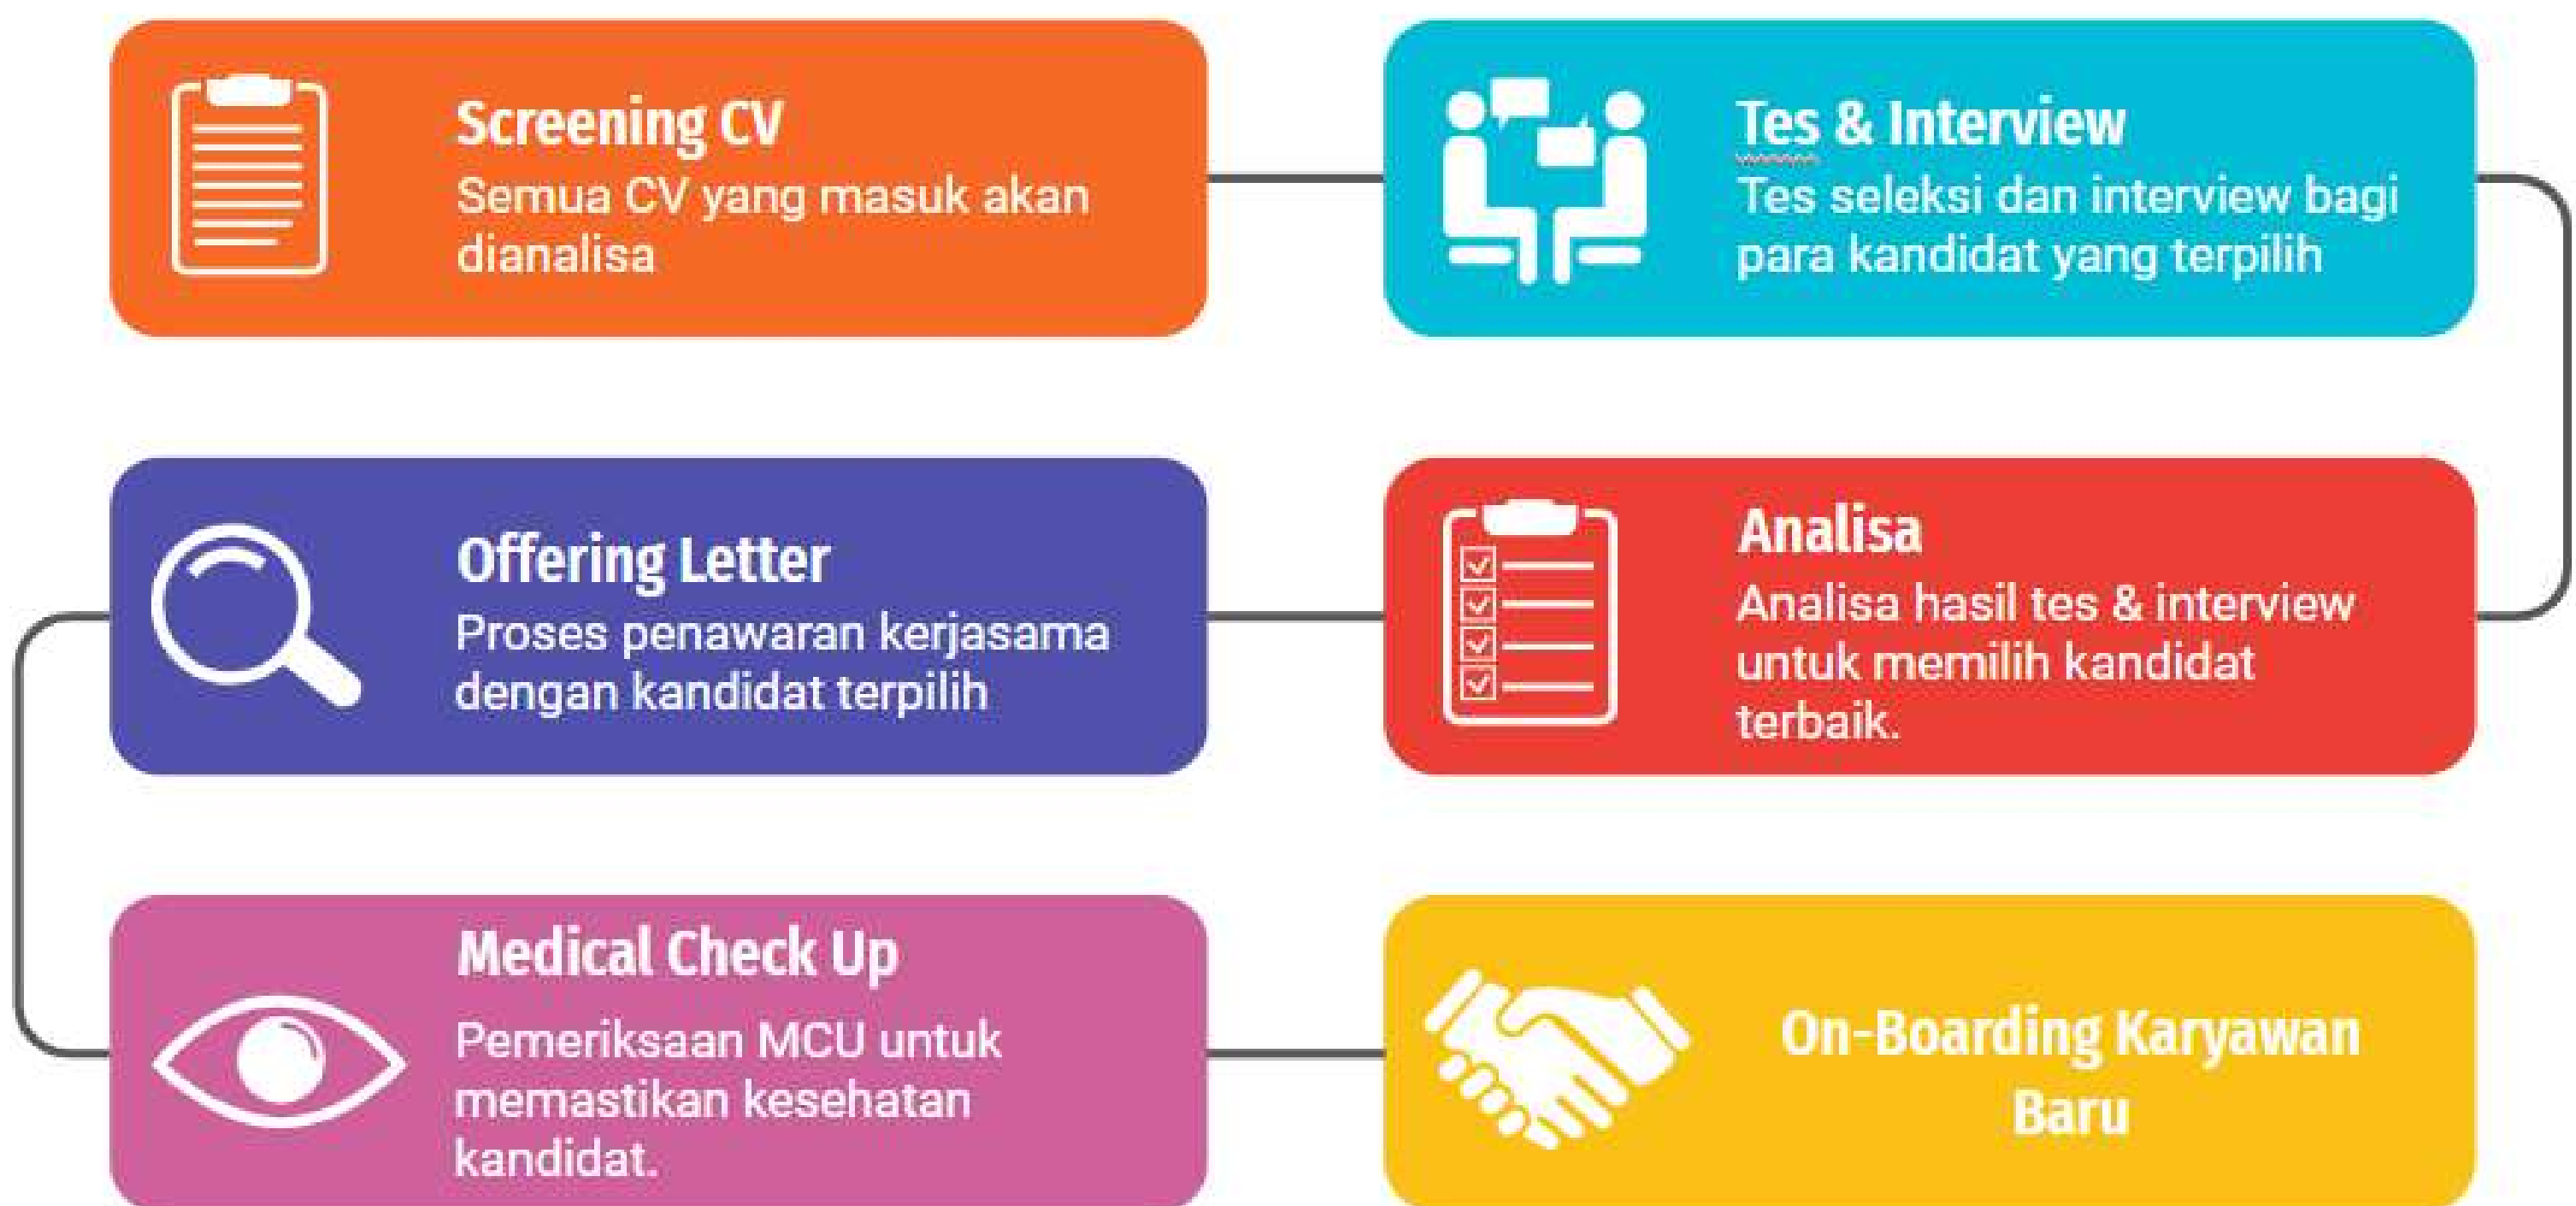 Screening CV
Semua CV yang masuk akan
dianalisa
Tes & Interview
Tes seleksi dan interview bagi
para kandidat yang terpilih
Analisa
Analisa hasil tes & interview
untuk memilih kandidat
terbaik.
Offering Letter
Proses penawaran kerjasama
dengan kandidat terpilih
Medical Check Up
Pemeriksaan MCU untuk
memastikan kesehatan
kandidat.
On-Boarding Karyawan
Baru